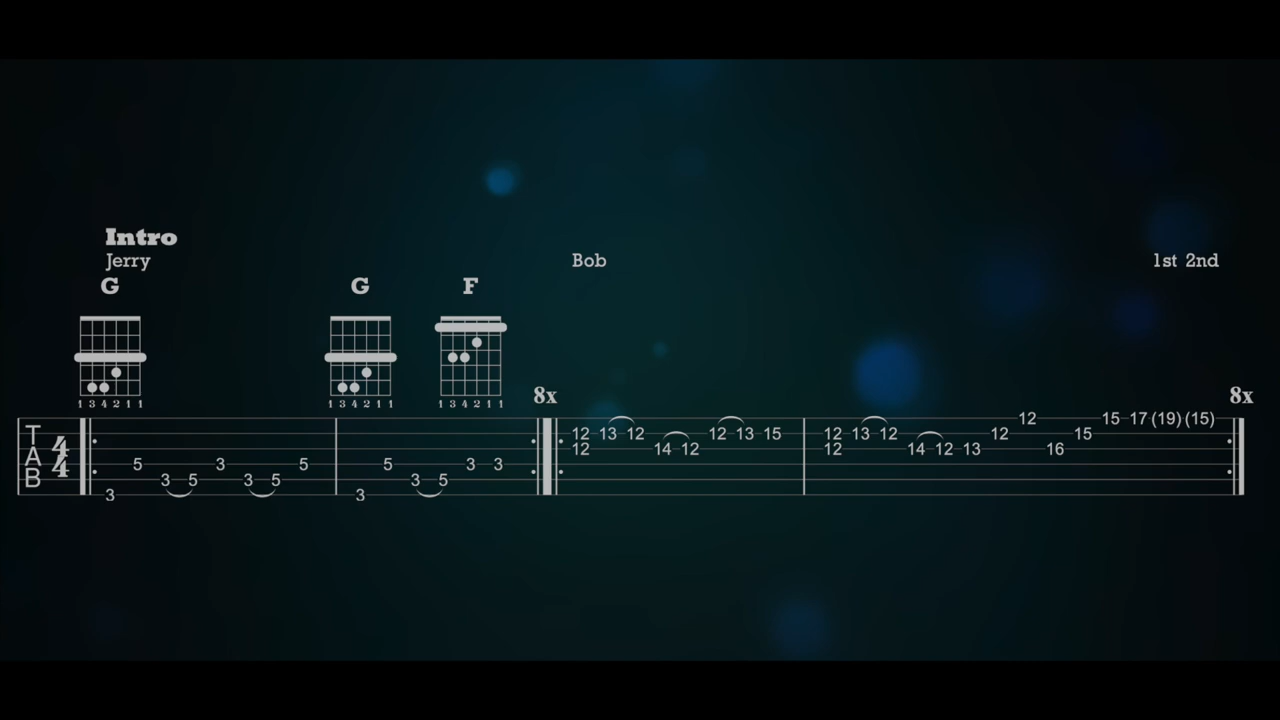 Intro
Jerry Bob 1st 2nd
G G F
1 3 4 2 1 1 1 3 4 2 1 1 1 3 4 2 1 1
8x 8x
12 15 17 (19) (15)
T 4 12 13 12 12 13 15 12 13 12 12 15
A 4 12 14 12 12 14 12 13 16
5 3 5 5 3 3
B 3 5 3 5 3 5
3 3